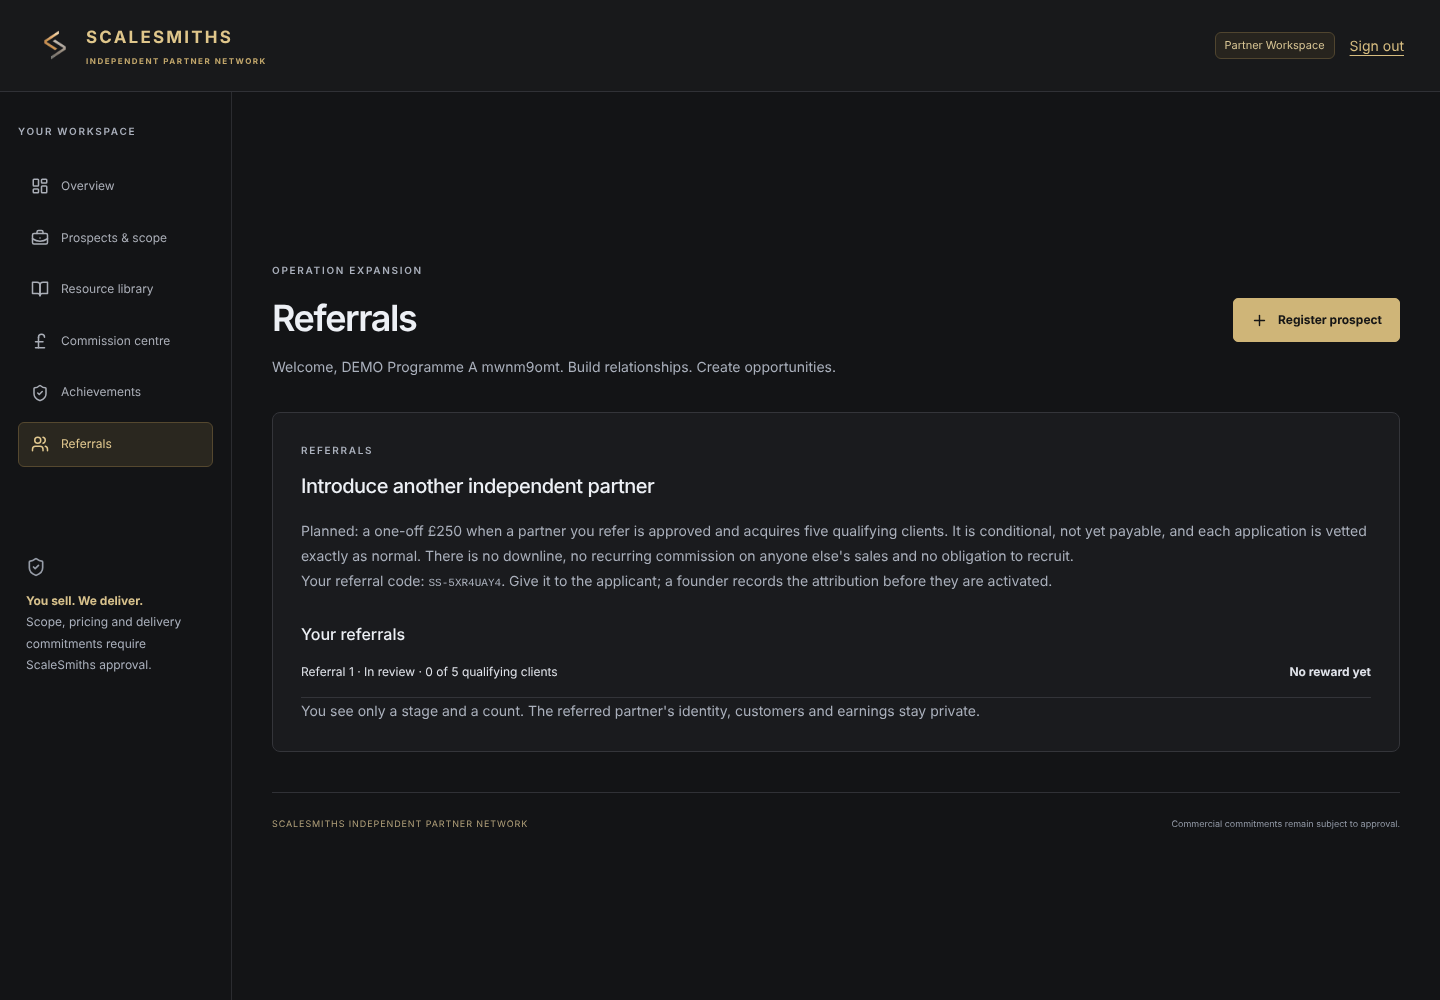 SCALESMITHS
INDEPENDENT PARTNER NETWORK
Partner Workspace
Sign out
YOUR WORKSPACE
Overview
Prospects & scope
Resource library
Commission centre
Achievements
Referrals
You sell. We deliver.
Scope, pricing and delivery
commitments require
ScaleSmiths approval.
OPERATION EXPANSION
Referrals
Register prospect
Welcome, DEMO Programme A mwnm9omt. Build relationships. Create opportunities.
REFERRALS
Introduce another independent partner
Planned: a one-off £250 when a partner you refer is approved and acquires five qualifying clients. It is conditional, not yet payable, and each application is vetted
exactly as normal. There is no downline, no recurring commission on anyone else's sales and no obligation to recruit.
Your referral code: SS-5XR4UAY4. Give it to the applicant; a founder records the attribution before they are activated.
Your referrals
Referral 1 · In review · 0 of 5 qualifying clients
No reward yet
You see only a stage and a count. The referred partner's identity, customers and earnings stay private.
SCALESMITHS INDEPENDENT PARTNER NETWORK
Commercial commitments remain subject to approval.